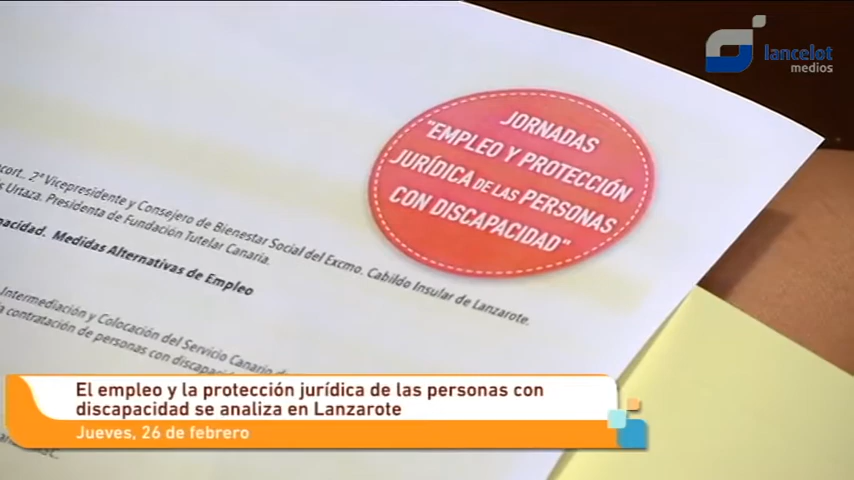 lancelot
medios
JORNADAS
"EMPLEO Y PROTECCIÓN
JURÍDICA DE LAS PERSONAS
CON DISCAPACIDAD"
2ª Vicepresidente y Consejero de Bienestar Social del Excmo. Cabildo Insular de Lanzarote.
Urtaza. Presidenta de Fundación Tutelar Canaria.
Medidas Alternativas de Empleo
Intermediación y Colocación del Servicio Canario
contratación de personas con
El empleo y la protección jurídica de las personas con
discapacidad se analiza en Lanzarote
Jueves, 26 de febrero